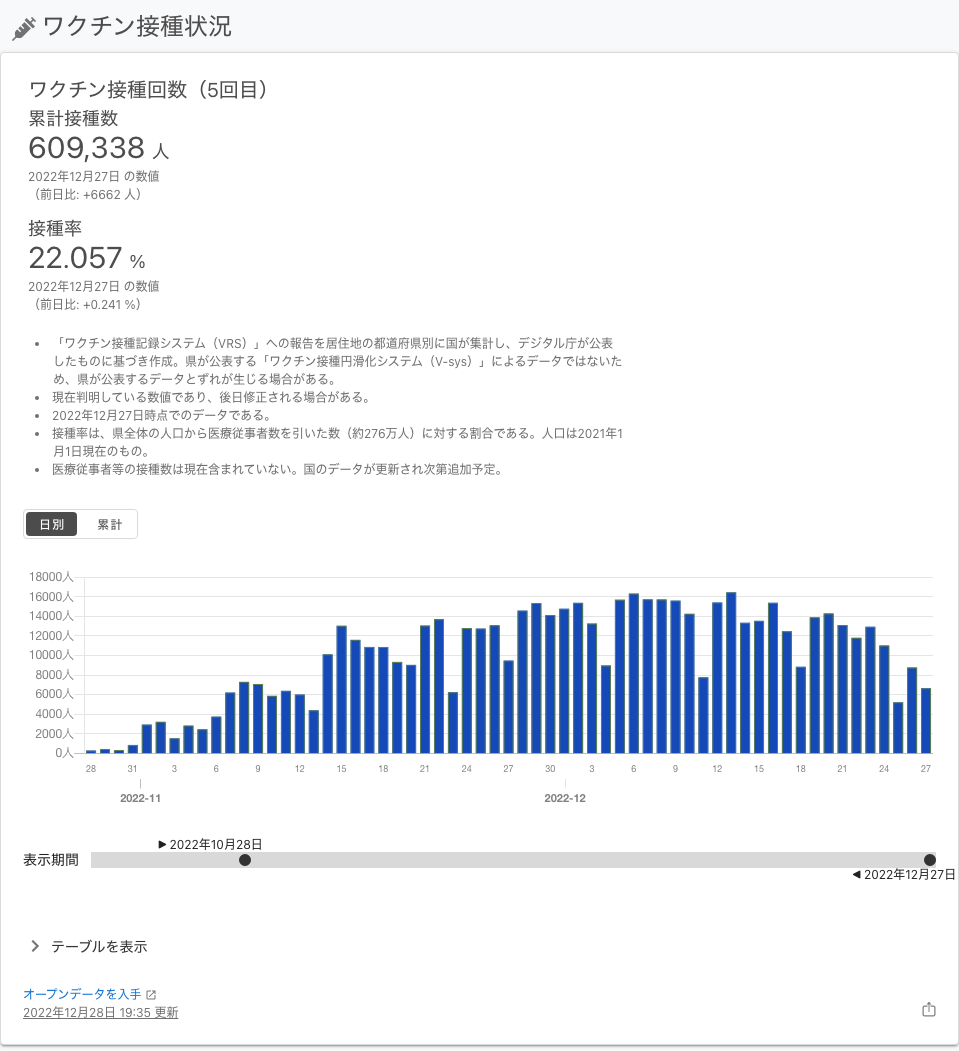 ワクチン接種状況
ワクチン接種回数（5回目）
累計接種数
609,338 人
2022年12月27日 の数値
（前日比: +6662 人）
接種率
22.057 %
2022年12月27日 の数値
（前日比: +0.241 %）
• 「ワクチン接種記録システム（VRS）」への報告を居住地の都道府県別に国が集計し、デジタル庁が公表
したものに基づき作成。県が公表する「ワクチン接種円滑化システム（V-sys）」によるデータではないた
め、県が公表するデータとずれが生じる場合がある。
• 現在判明している数値であり、後日修正される場合がある。
• 2022年12月27日時点でのデータである。
• 接種率は、県全体の人口から医療従事者数を引いた数（約276万人）に対する割合である。人口は2021年1
月1日現在のもの。
• 医療従事者等の接種数は現在含まれていない。国のデータが更新され次第追加予定。
日別 累計
18000人
16000人
14000人
12000人
10000人
8000人
6000人
4000人
2000人
0人
28 31 3 6 9 12 15 18 21 24 27 30 3 6 9 12 15 18 21 24 27
2022-11 2022-12
▶ 2022年10月28日
表示期間
◀ 2022年12月27日
テーブルを表示
オープンデータを入手
2022年12月28日 19:35 更新